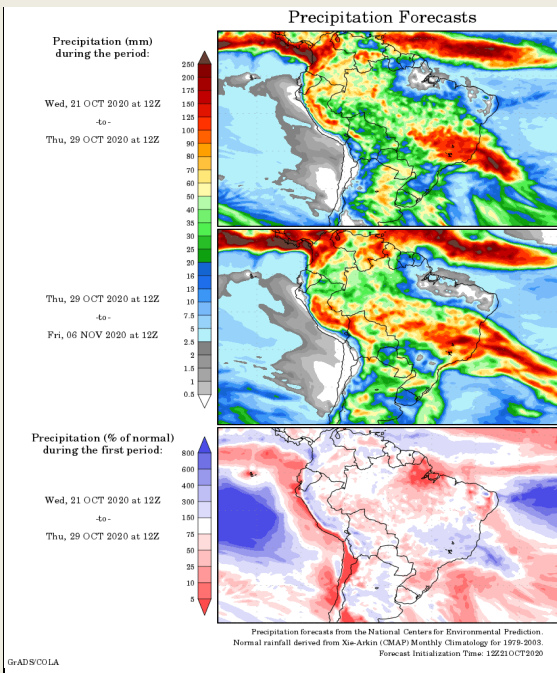 Precipitation Forecasts
Precipitation (mm)
during the period:
Wed, 21 OCT 2020 at 12Z
-to-
Thu, 29 OCT 2020 at 12Z
250
200
175
150
125
100
90
80
70
60
50
40
35
30
25
20
16
13
10
7.5
5
2.5
2
1.5
1
0.5
Thu, 29 OCT 2020 at 12Z
-to-
Fri, 06 NOV 2020 at 12Z
Precipitation (% of normal)
during the first period:
Wed, 21 OCT 2020 at 12Z
-to-
Thu, 29 OCT 2020 at 12Z
800
600
400
300
150
75
50
25
10
5
Precipitation forecasts from the National Centers for Environmental Prediction.
Normal rainfall derived from Xie-Arkin (CMAP) Monthly Climatology for 1979-2003.
Forecast Initialization Time: 12Z21OCT2020
GrADS/COLA